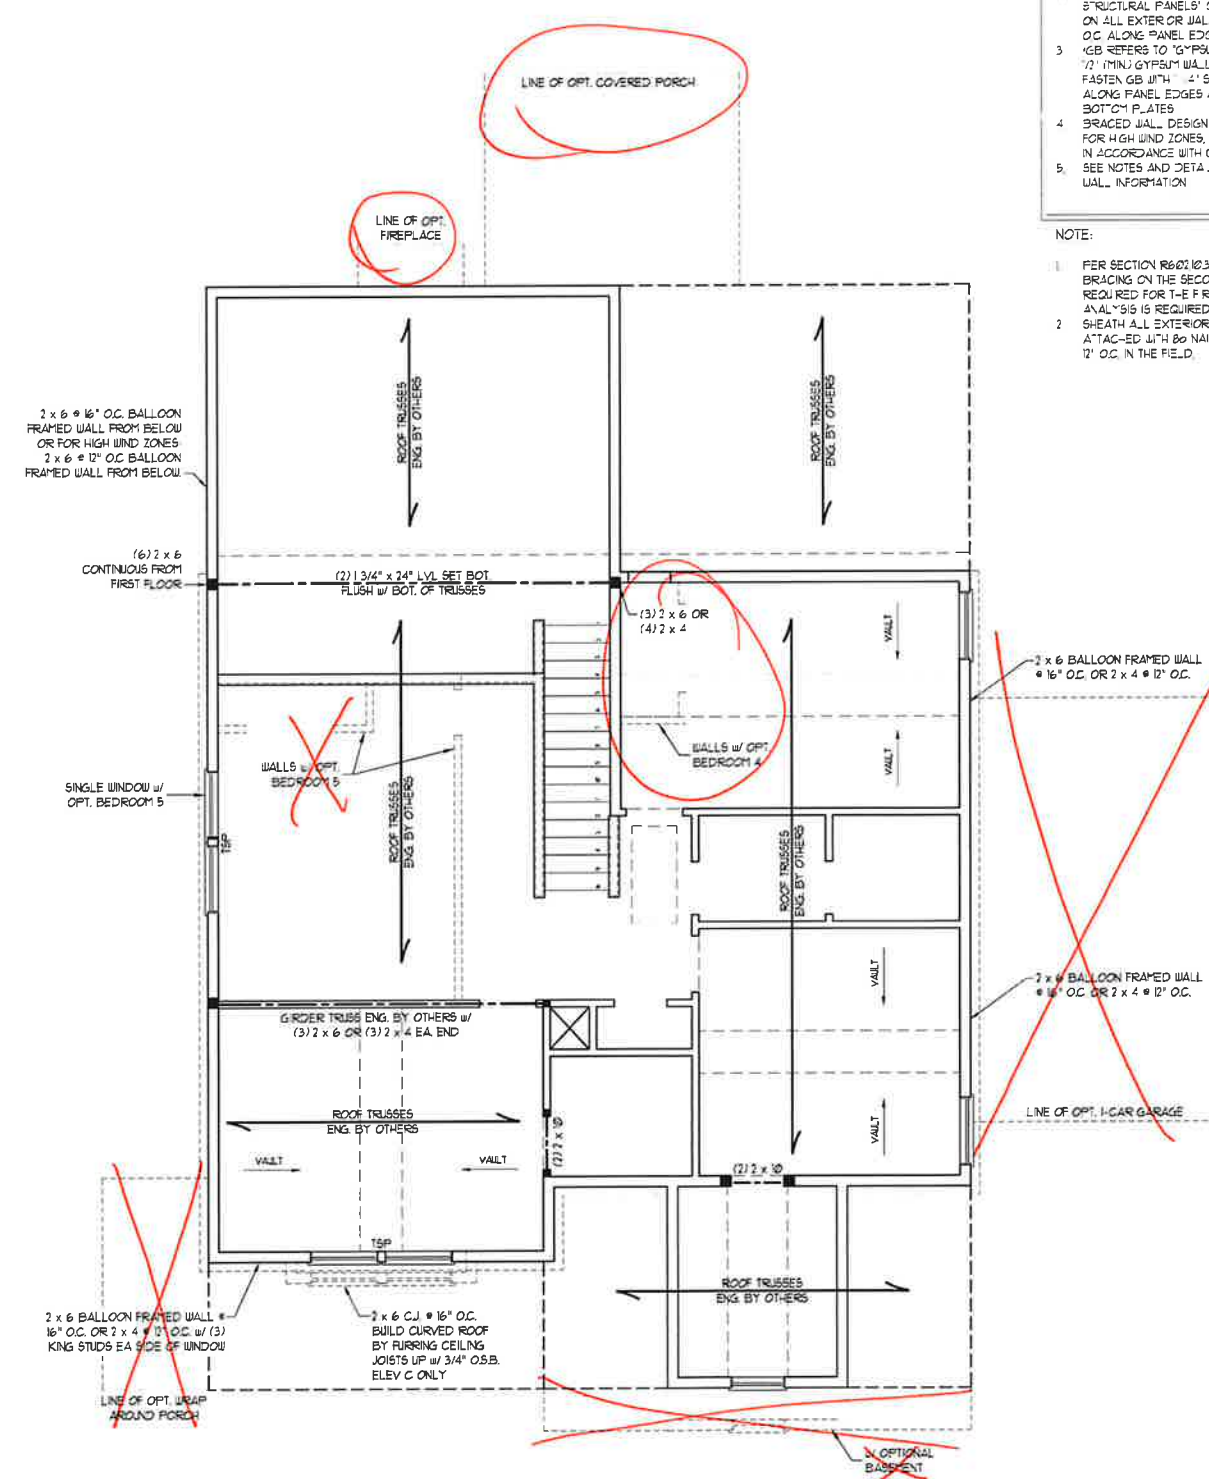 STRUCTURAL PANELS'
ON ALL EXTERIOR WAL
O.C. ALONG PANEL EDG
3 'GB REFERS TO "GYPSU
1/2" (MIN.) GYPSUM WALL
FASTEN GB WITH
ALONG PANEL EDGES
BOTTOM PLATES
4 BRACED WALL DESIGN
FOR HIGH WIND ZONES,
IN ACCORDANCE WITH
5. SEE NOTES AND DETA
WALL INFORMATION
NOTE:
1 PER SECTION R602.10.3
BRACING ON THE SECO
REQUIRED FOR THE FIR
ANALYSIS IS REQUIRED
2 SHEATH ALL EXTERIOR
ATTACHED WITH 8D NAI
12" O.C. IN THE FIELD.
LINE OF OPT. COVERED PORCH
LINE OF OPT.
FIREPLACE
ROOF TRUSSES
ENG. BY OTHERS
ROOF TRUSSES
ENG. BY OTHERS
2 x 6 @ 16" O.C. BALLOON
FRAMED WALL FROM BELOW
OR FOR HIGH WIND ZONES
2 x 6 @ 12" O.C. BALLOON
FRAMED WALL FROM BELOW.
(6) 2 x 6
CONTINUOUS FROM
FIRST FLOOR
(2) 1 3/4" x 24" LVL SET BOT.
FLUSH w/ BOT. OF TRUSSES
(3) 2 x 6 OR
(4) 2 x 4
VAULT
2 x 6 BALLOON FRAMED WALL
@ 16" O.C. OR 2 x 4 @ 12" O.C.
WALLS w/ OPT.
BEDROOM 4
VAULT
WALLS w/ OPT.
BEDROOM 5
SINGLE WINDOW w/
OPT. BEDROOM 5
TSP
ROOF TRUSSES
ENG. BY OTHERS
ROOF TRUSSES
ENG. BY OTHERS
VAULT
2 x 6 BALLOON FRAMED WALL
@ 16" O.C. OR 2 x 4 @ 12" O.C.
GIRDER TRUSS ENG. BY OTHERS w/
(3) 2 x 6 OR (3) 2 x 4 EA. END
ROOF TRUSSES
ENG. BY OTHERS
VAULT
VAULT
(2) 2 x 10
VAULT
LINE OF OPT. 1-CAR GARAGE
(2) 2 x 10
TSP
ROOF TRUSSES
ENG. BY OTHERS
2 x 6 BALLOON FRAMED WALL @
16" O.C. OR 2 x 4 @ 12" O.C. w/ (3)
KING STUDS EA SIDE OF WINDOW
2 x 6 C.J. @ 16" O.C.
BUILD CURVED ROOF
BY FURRING CEILING
JOISTS UP w/ 3/4" O.S.B.
ELEV C ONLY
LINE OF OPT. WRAP
AROUND PORCH
W/ OPTIONAL
BASEMENT